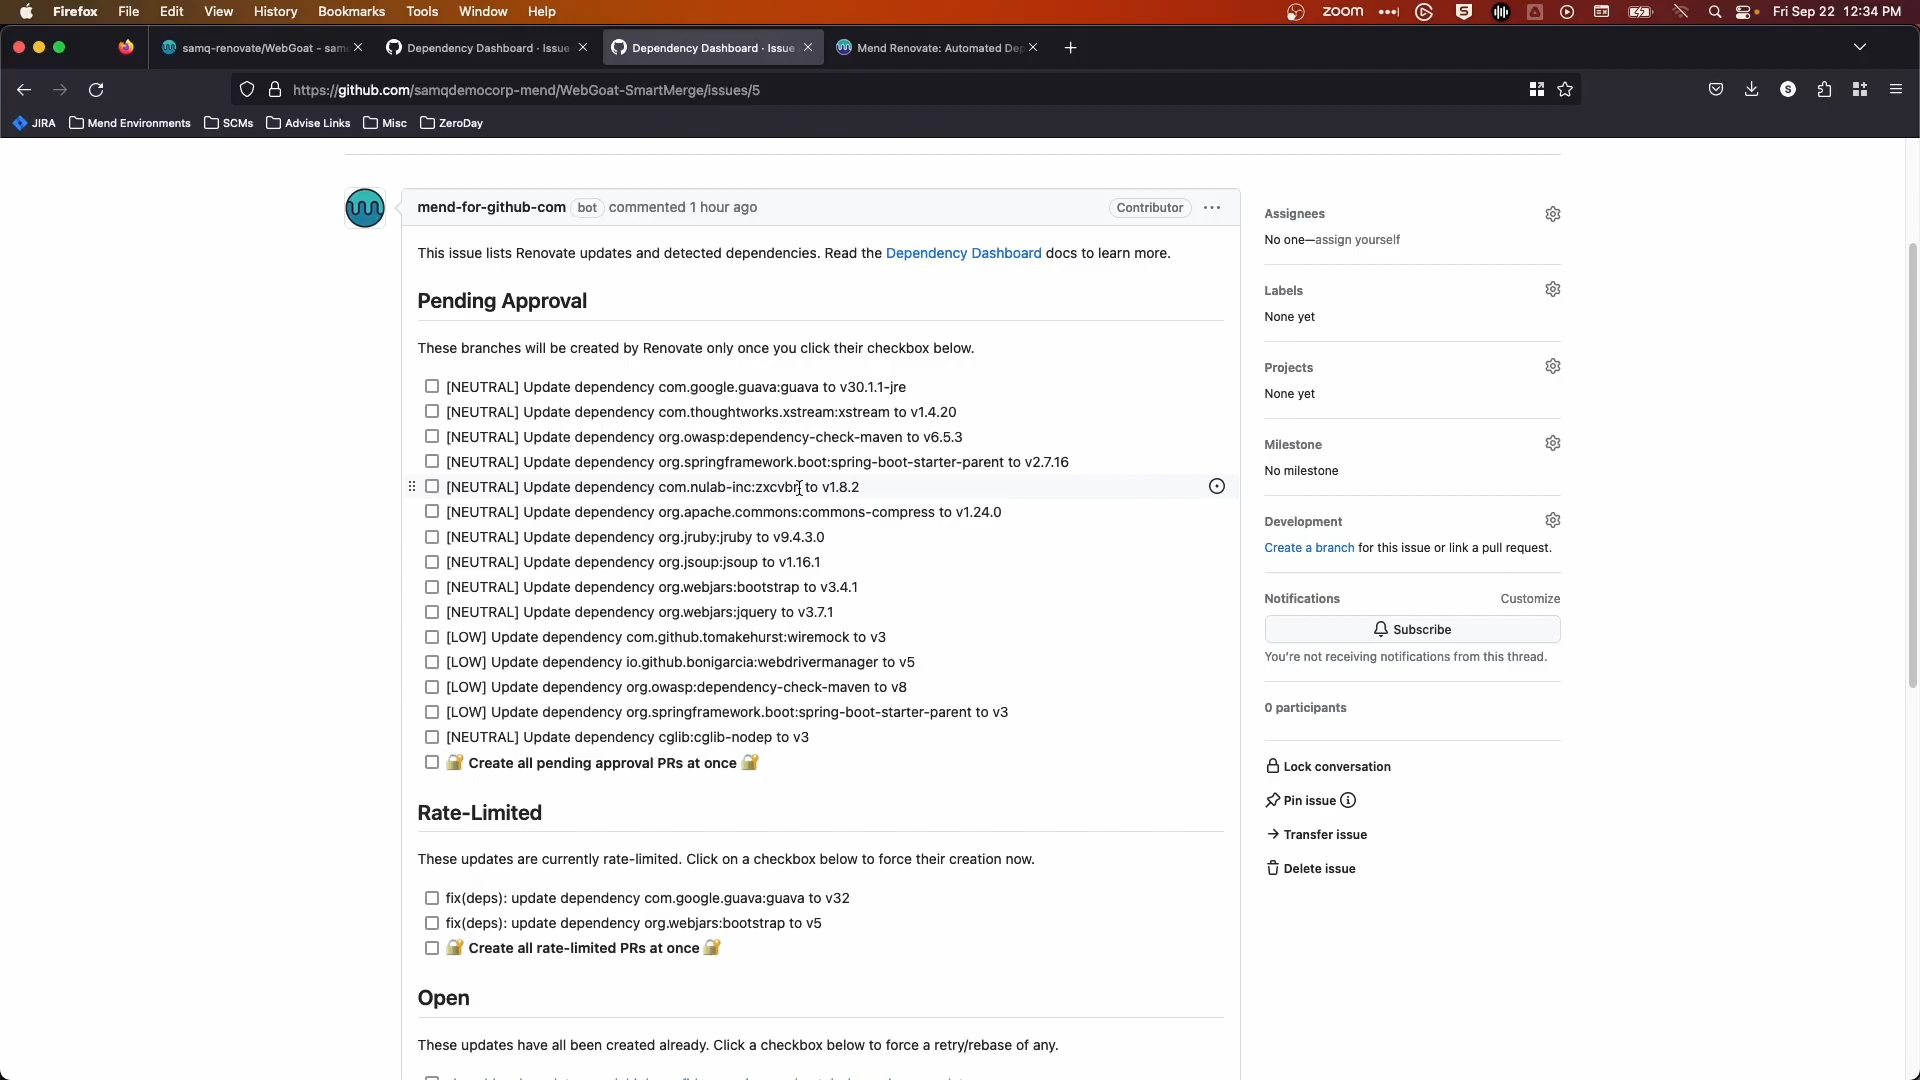 Firefox File Edit View History Bookmarks Tools Window Help zoom Fri Sep 22 12:34 PM
samq-renovate/WebGoat - sam Dependency Dashboard · Issue Dependency Dashboard · Issue Mend Renovate: Automated Dep
https://github.com/samqdemocorp-mend/WebGoat-SmartMerge/issues/5
JIRA Mend Environments SCMs Advise Links Misc ZeroDay
mend-for-github-com bot commented 1 hour ago Contributor
This issue lists Renovate updates and detected dependencies. Read the Dependency Dashboard docs to learn more.
Pending Approval
These branches will be created by Renovate only once you click their checkbox below.
[NEUTRAL] Update dependency com.google.guava:guava to v30.1.1-jre
[NEUTRAL] Update dependency com.thoughtworks.xstream:xstream to v1.4.20
[NEUTRAL] Update dependency org.owasp:dependency-check-maven to v6.5.3
[NEUTRAL] Update dependency org.springframework.boot:spring-boot-starter-parent to v2.7.16
[NEUTRAL] Update dependency com.nulab-inc:zxcvbn to v1.8.2
[NEUTRAL] Update dependency org.apache.commons:commons-compress to v1.24.0
[NEUTRAL] Update dependency org.jruby:jruby to v9.4.3.0
[NEUTRAL] Update dependency org.jsoup:jsoup to v1.16.1
[NEUTRAL] Update dependency org.webjars:bootstrap to v3.4.1
[NEUTRAL] Update dependency org.webjars:jquery to v3.7.1
[LOW] Update dependency com.github.tomakehurst:wiremock to v3
[LOW] Update dependency io.github.bonigarcia:webdrivermanager to v5
[LOW] Update dependency org.owasp:dependency-check-maven to v8
[LOW] Update dependency org.springframework.boot:spring-boot-starter-parent to v3
[NEUTRAL] Update dependency cglib:cglib-nodep to v3
🔐 Create all pending approval PRs at once 🔐
Rate-Limited
These updates are currently rate-limited. Click on a checkbox below to force their creation now.
fix(deps): update dependency com.google.guava:guava to v32
fix(deps): update dependency org.webjars:bootstrap to v5
🔐 Create all rate-limited PRs at once 🔐
Open
These updates have all been created already. Click a checkbox below to force a retry/rebase of any.
Assignees
No one—assign yourself
Labels
None yet
Projects
None yet
Milestone
No milestone
Development
Create a branch for this issue or link a pull request.
Notifications Customize
Subscribe
You're not receiving notifications from this thread.
0 participants
Lock conversation
Pin issue
Transfer issue
Delete issue